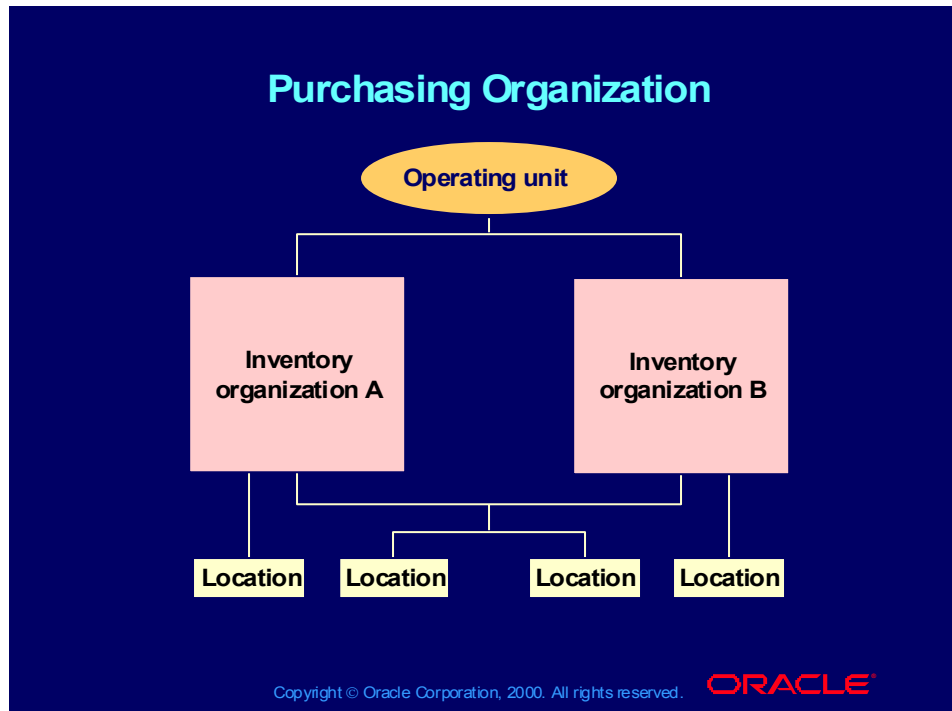 Purchasing Organization
Operating unit
Inventory
organization A
Inventory
organization B
Location
Location
Location
Location
Copyright © Oracle Corporation, 2000. All rights reserved.
ORACLE®